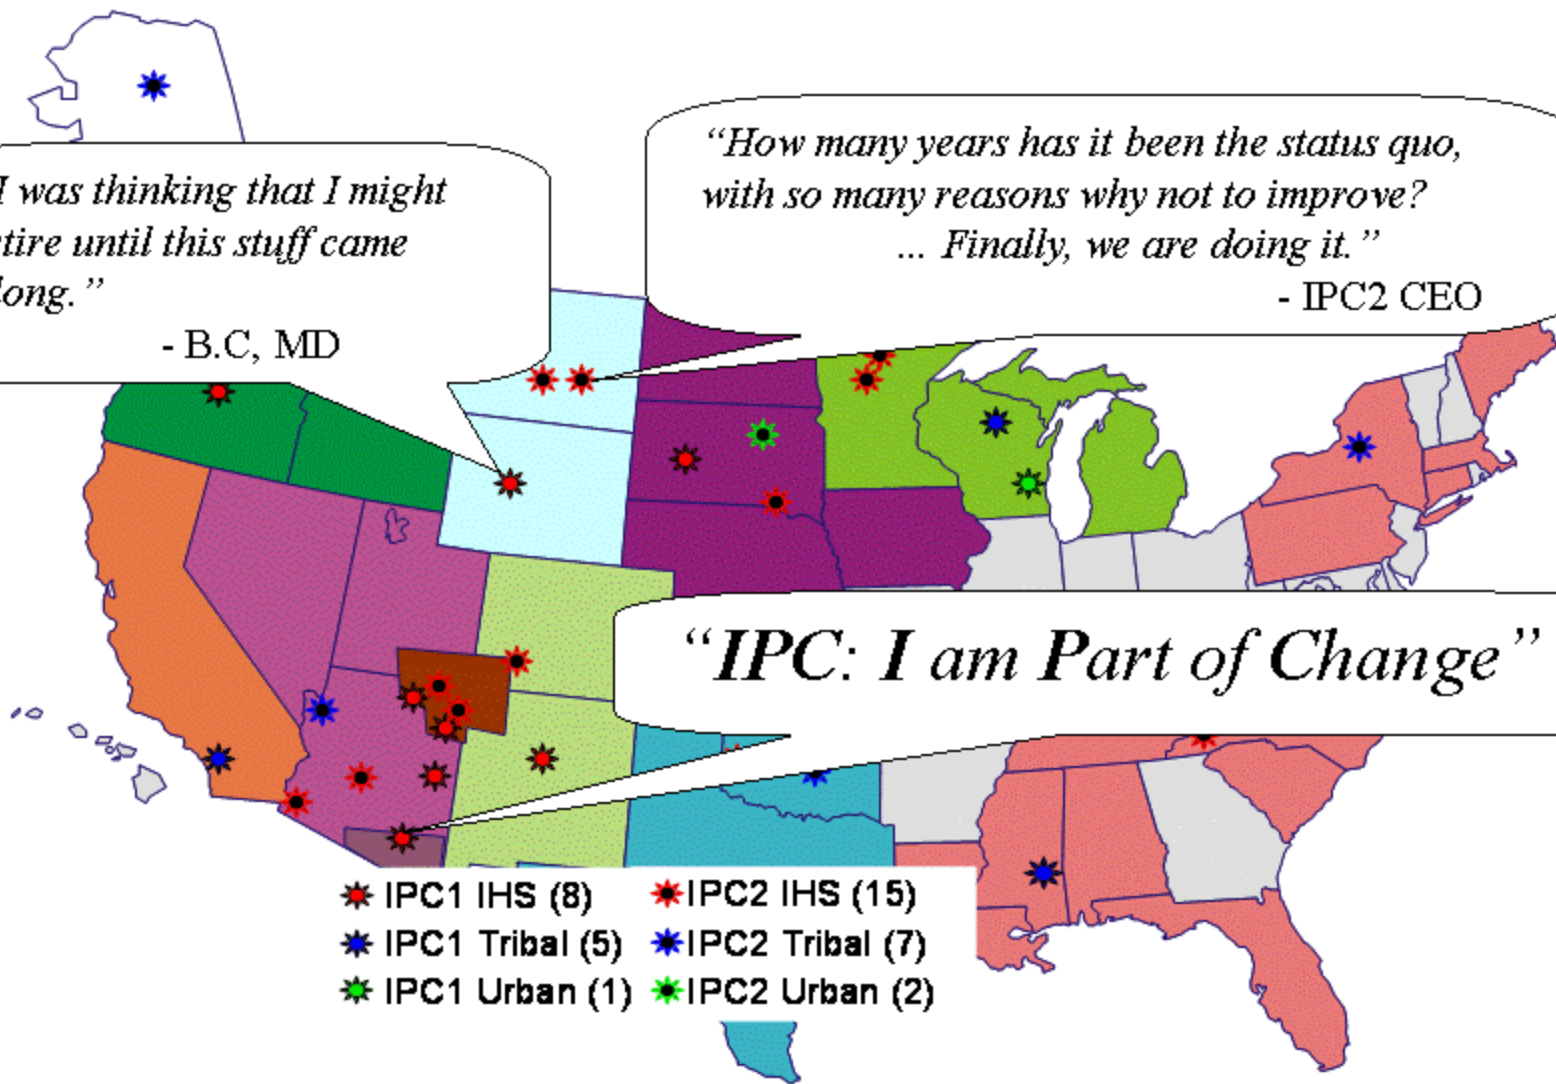 “How many years has it been the status quo,
with so many reasons why not to improve?
... Finally, we are doing it.”
- IPC2 CEO
I was thinking that I might
tire until this stuff came
long.”
- B.C, MD
“IPC: I am Part of Change”
IPC1 IHS (8)
IPC2 IHS (15)
IPC1 Tribal (5)
IPC2 Tribal (7)
IPC1 Urban (1)
IPC2 Urban (2)